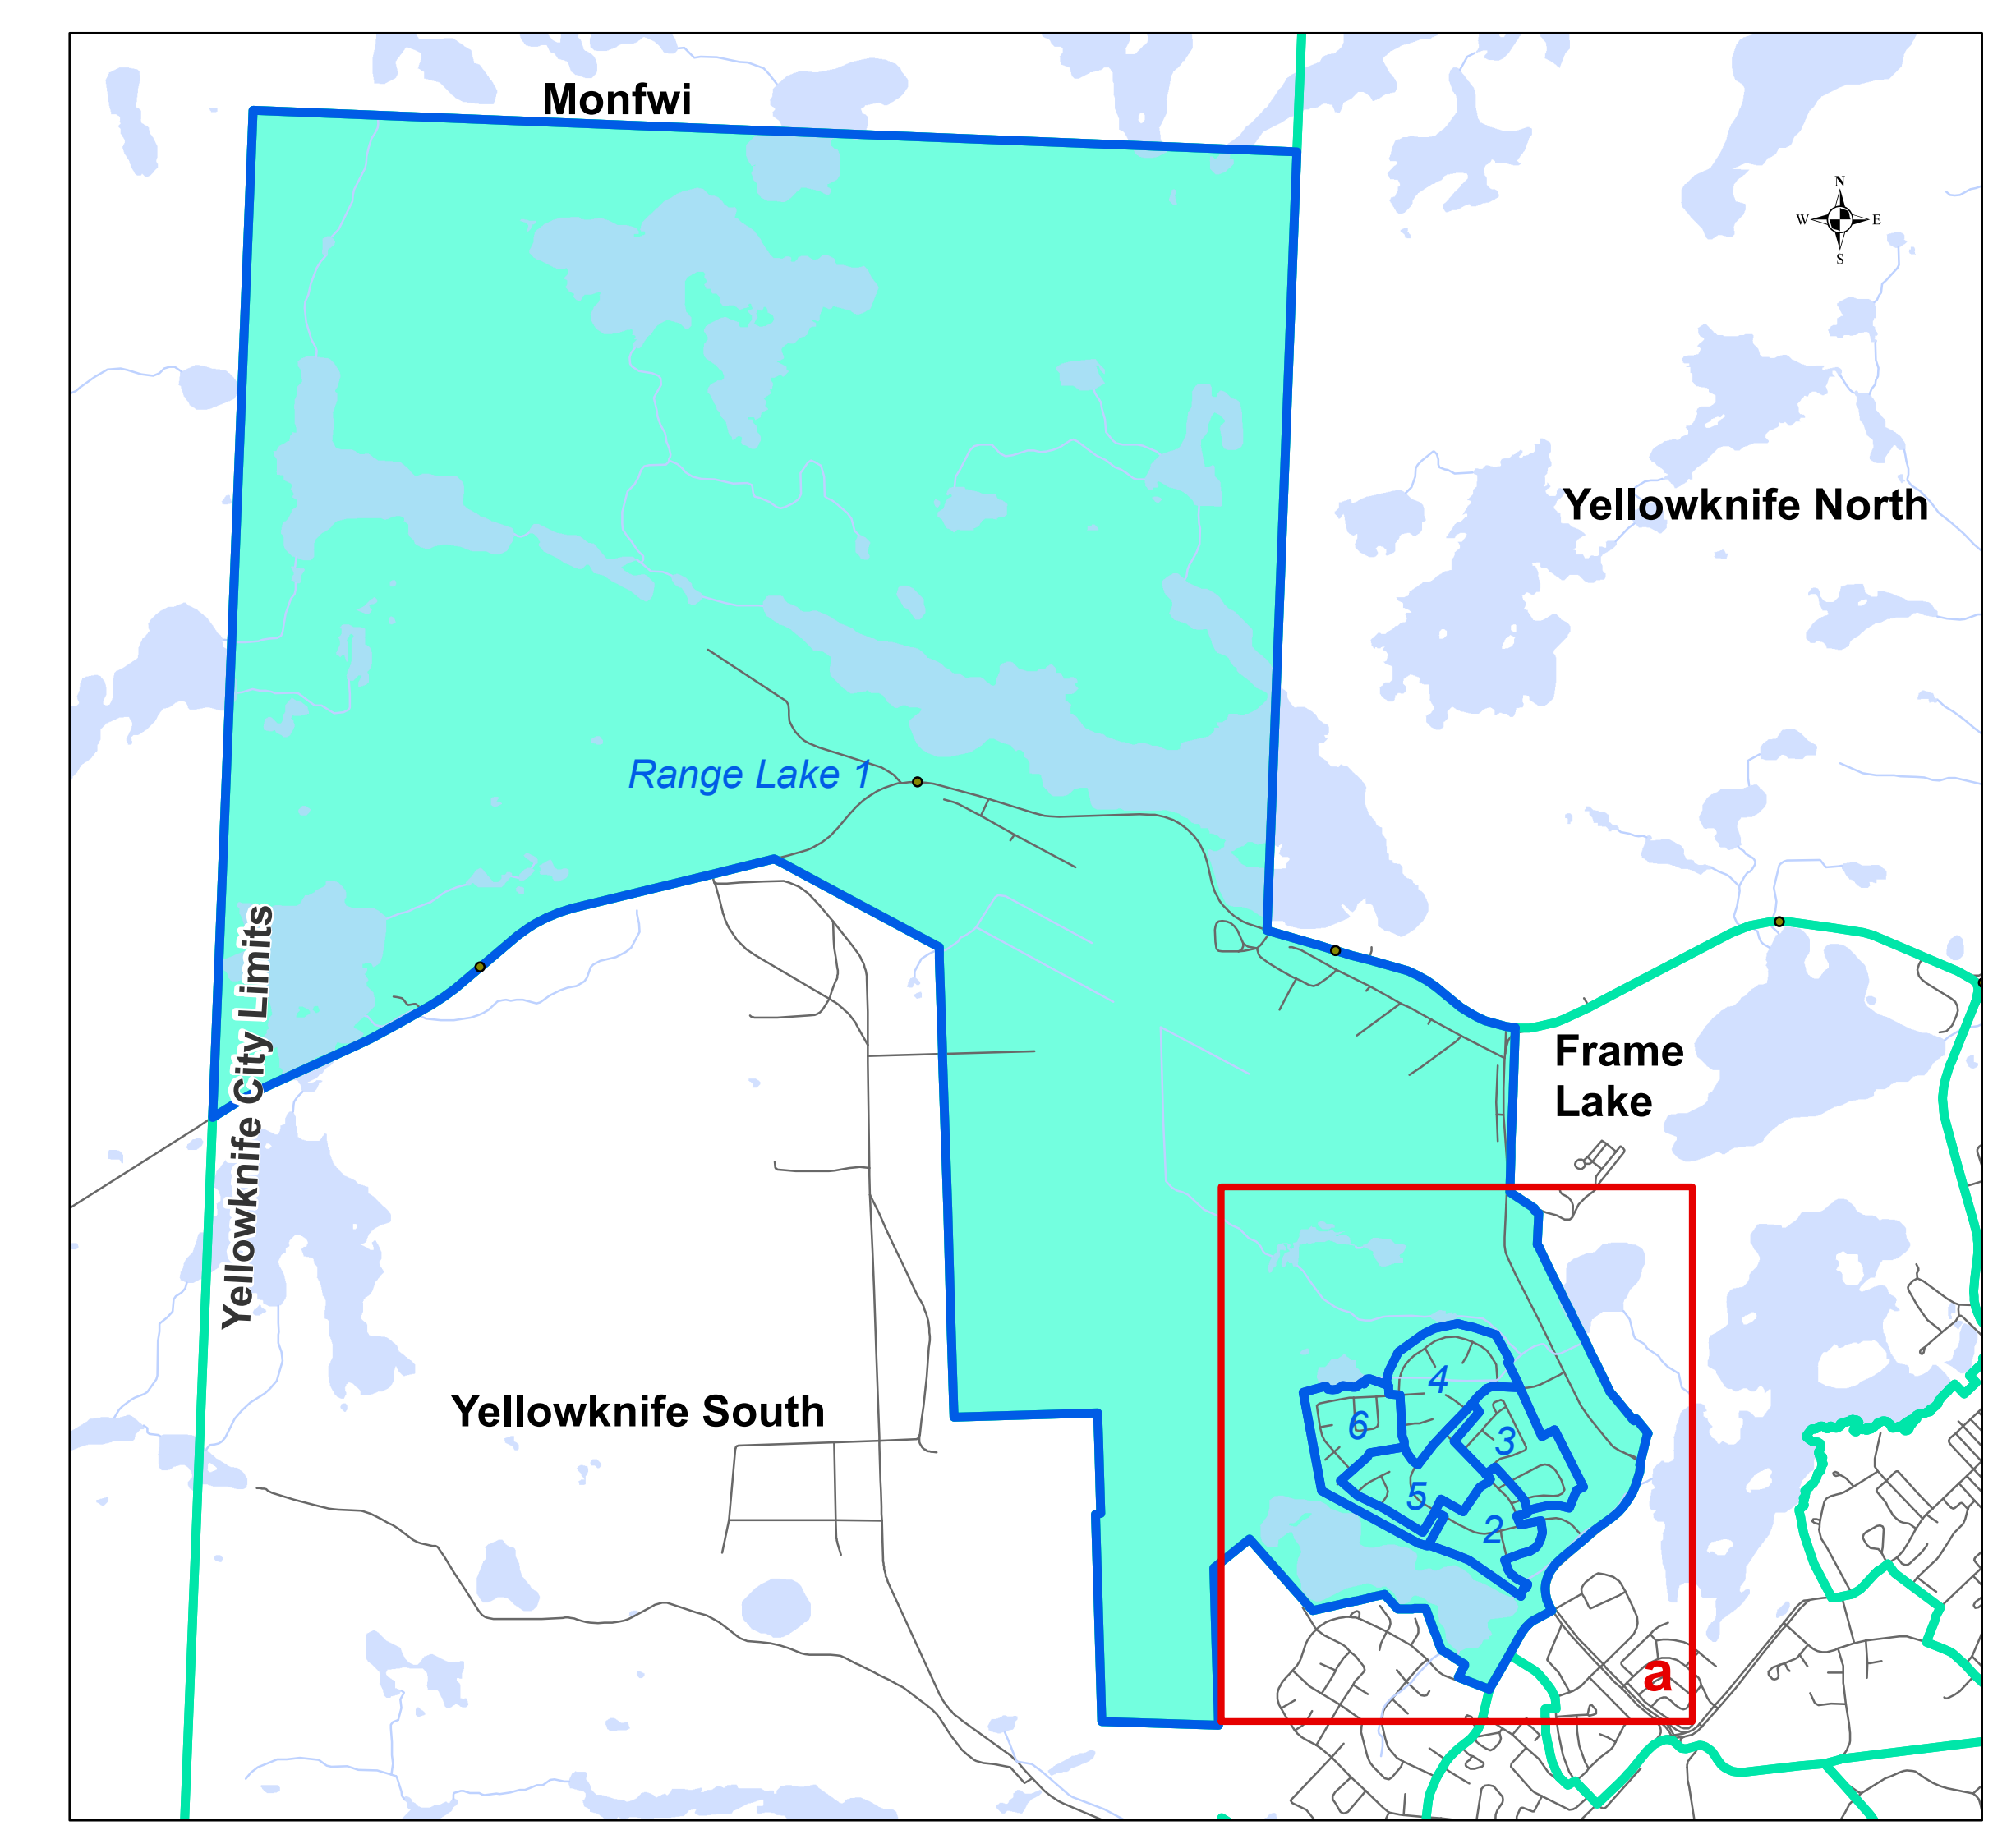 Monfwi
N
W E
S
Yellowknife North
Range Lake 1
Yellowknife City Limits
Frame
Lake
Yellowknife South
4
6
3
5
2
a